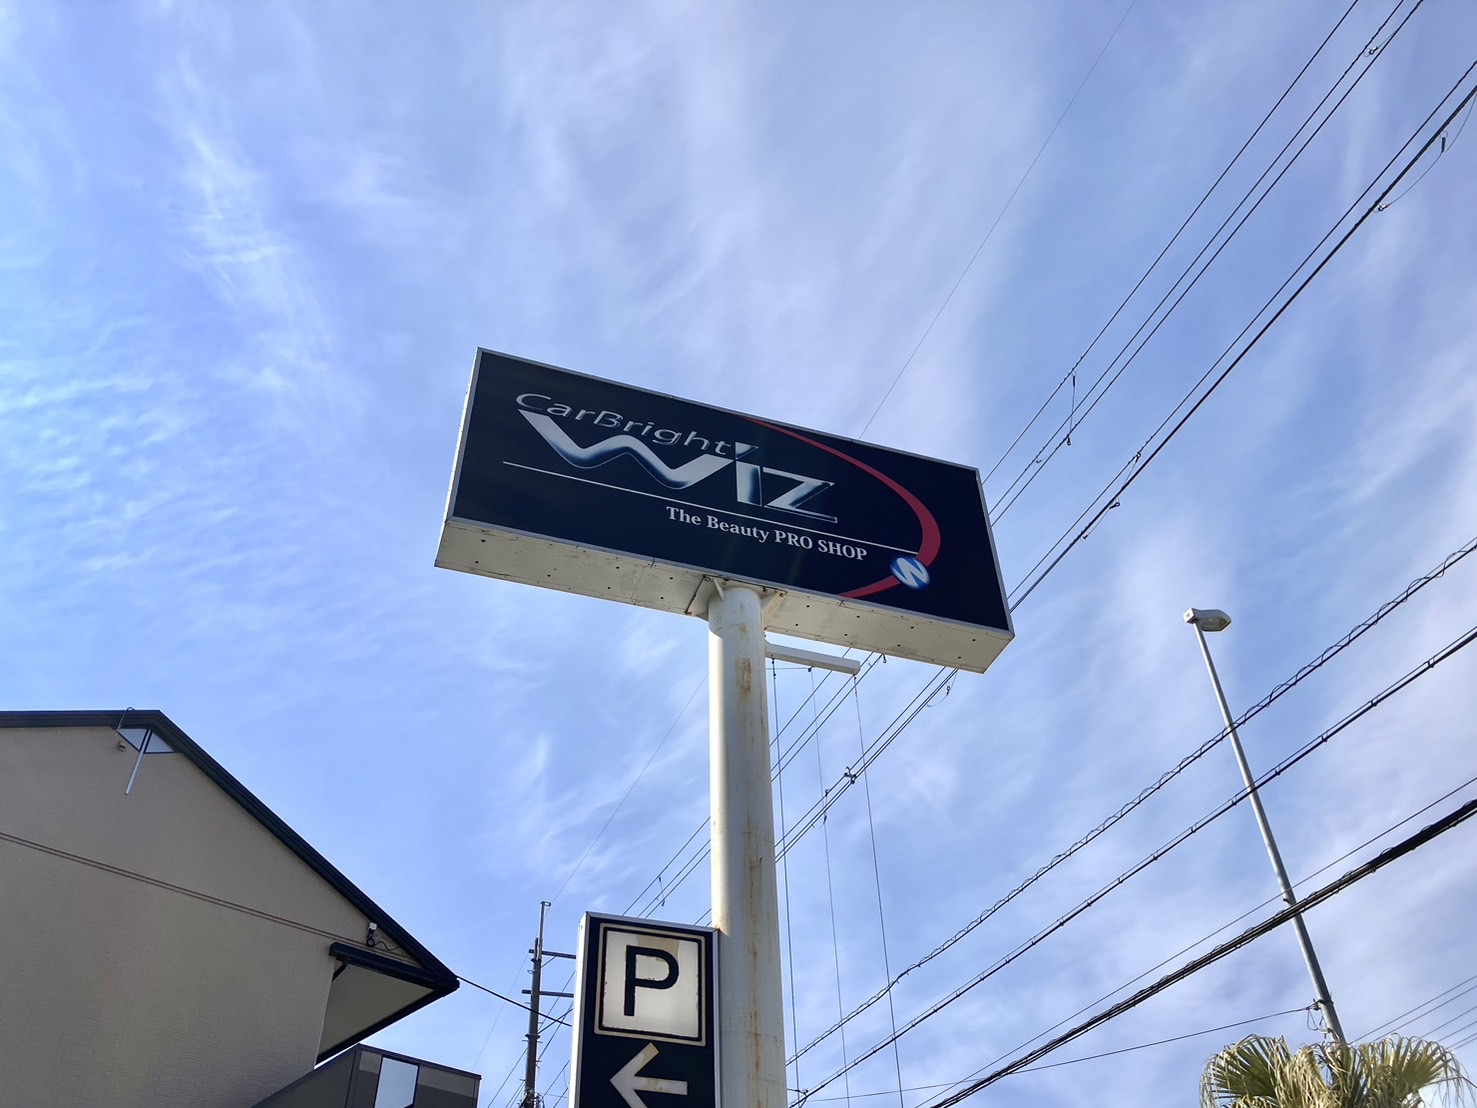 CarBright
WiZ
The Beauty PRO SHOP
W
P
←